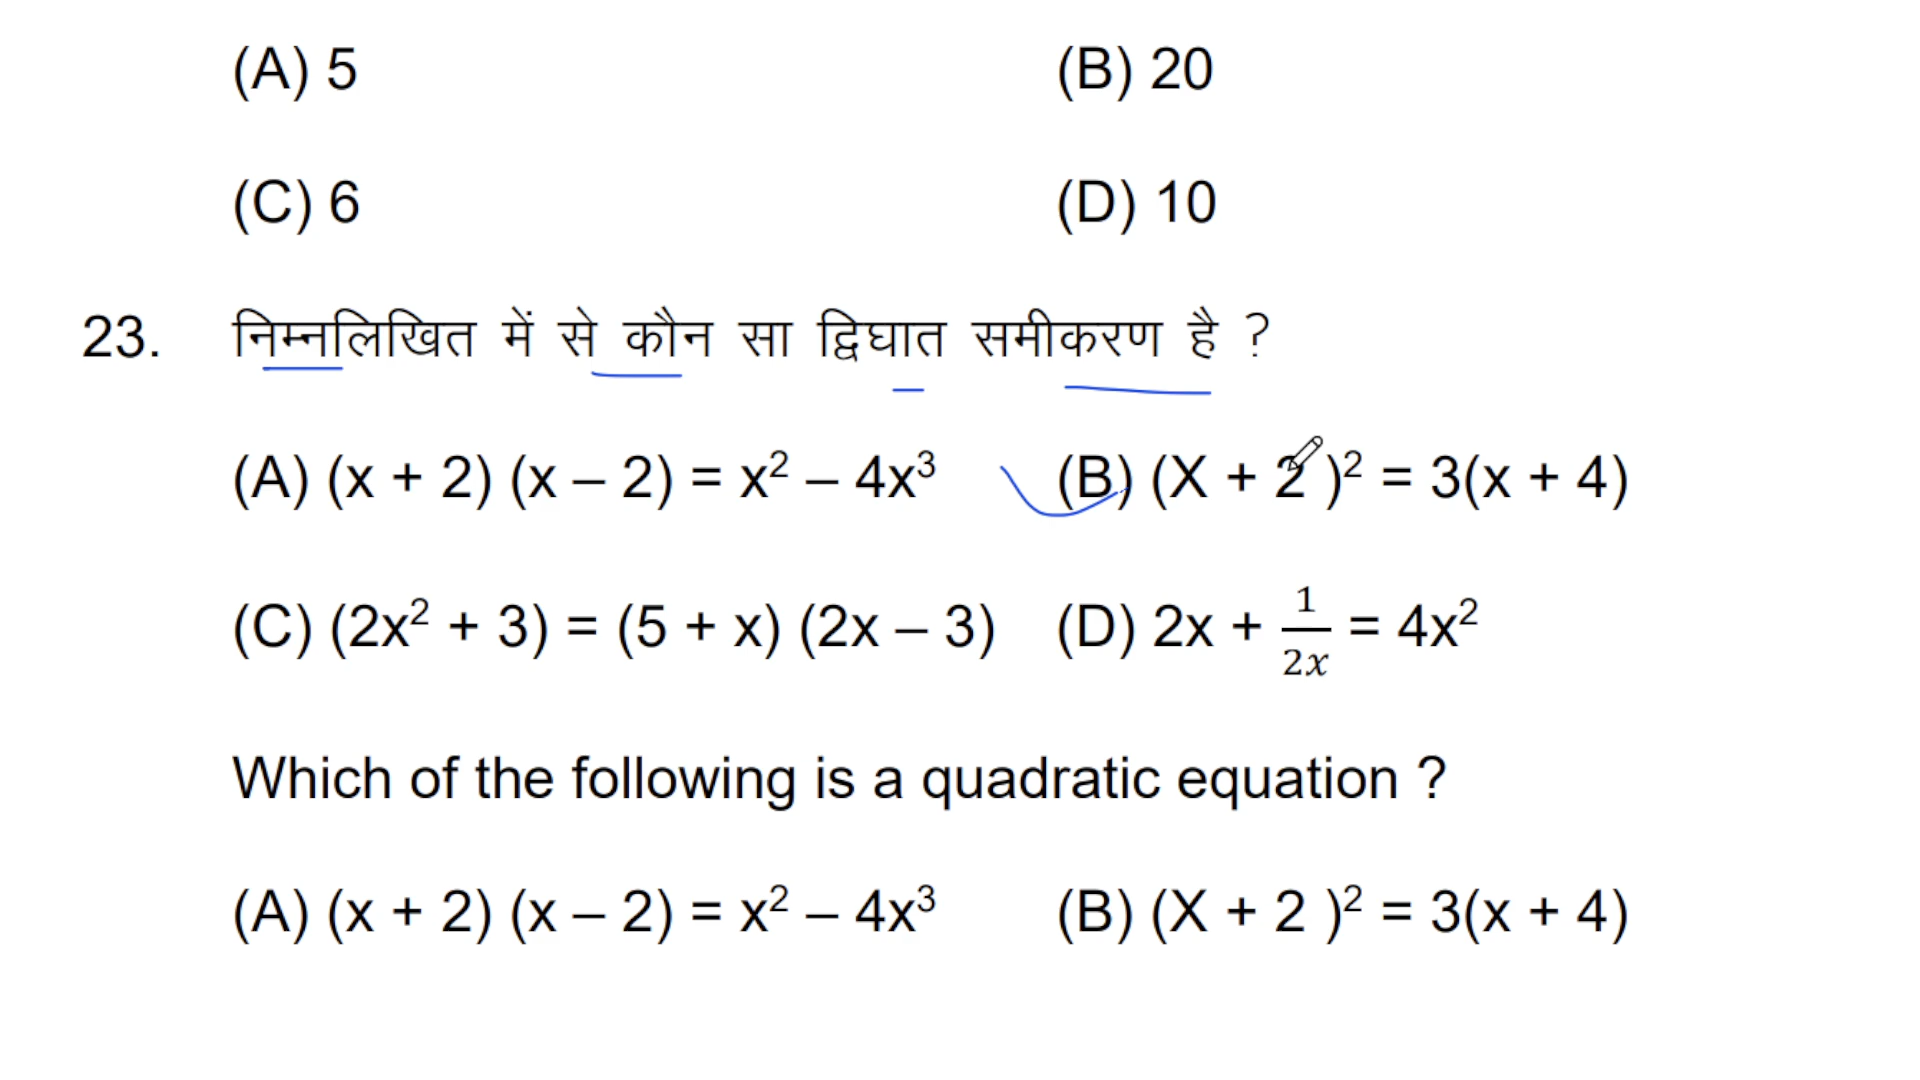 (A) 5 (B) 20
(C) 6 (D) 10
23. निम्नलिखित में से कौन सा द्विघात समीकरण है ?
(A) (x + 2) (x – 2) = x² – 4x³ (B) (X + 2 )² = 3(x + 4)
(C) (2x² + 3) = (5 + x) (2x – 3) (D) 2x + 1/2x = 4x²
Which of the following is a quadratic equation ?
(A) (x + 2) (x – 2) = x² – 4x³ (B) (X + 2 )² = 3(x + 4)